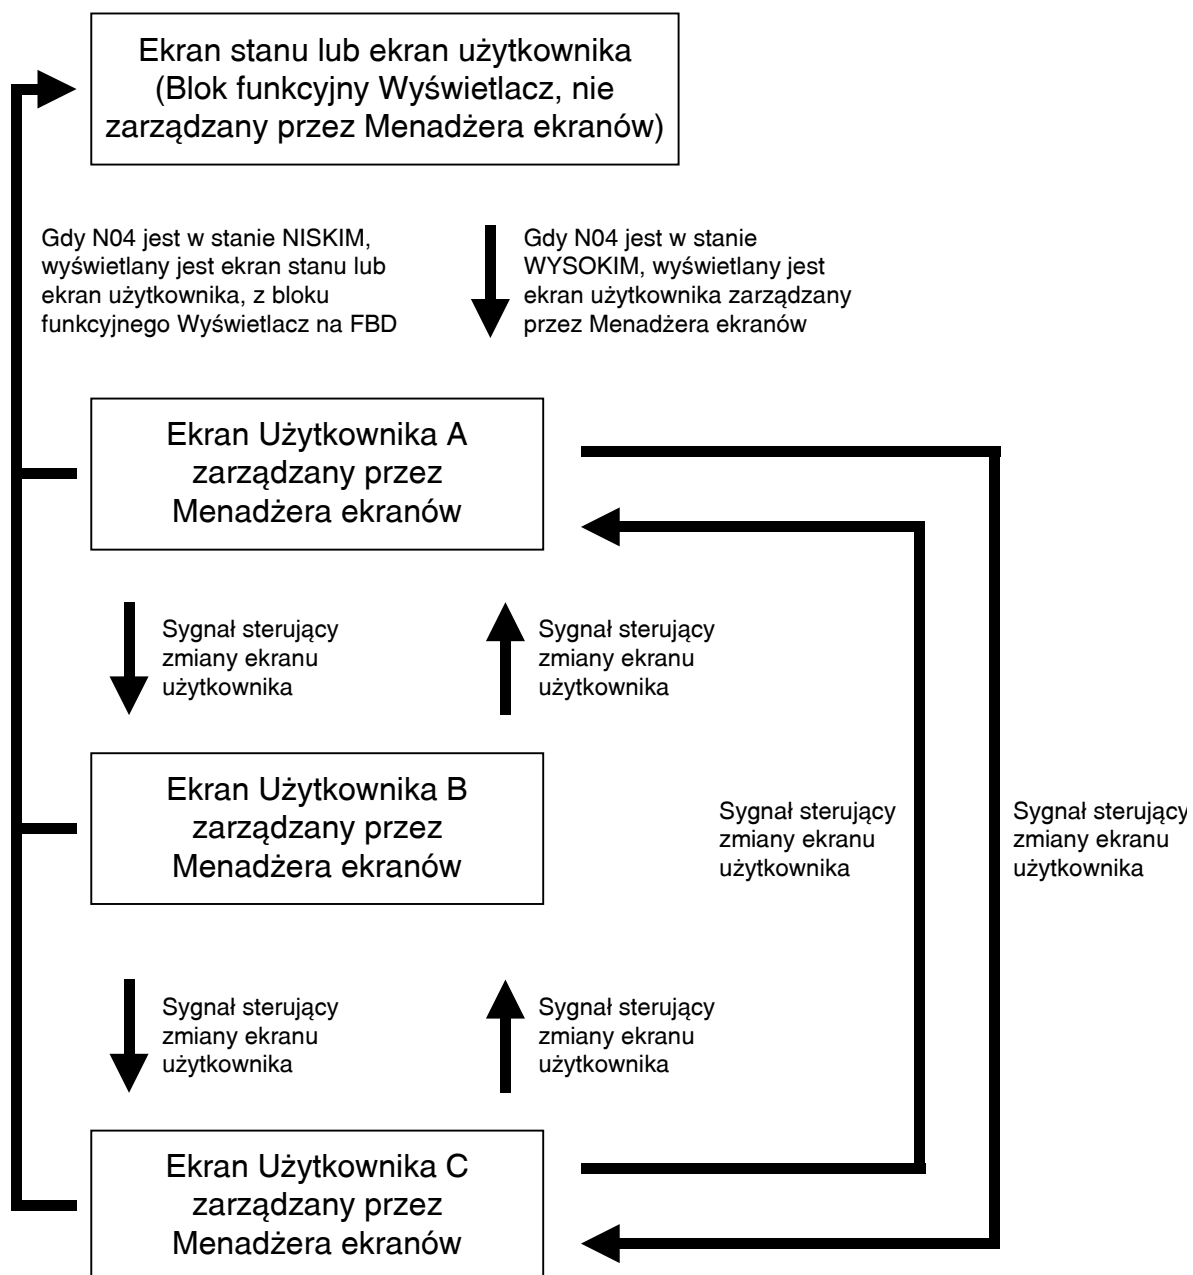 Ekran stanu lub ekran użytkownika
(Blok funkcyjny Wyświetlacz, nie
zarządzany przez Menadżera ekranów)
Gdy N04 jest w stanie NISKIM,
wyświetlany jest ekran stanu lub
ekran użytkownika, z bloku
funkcyjnego Wyświetlacz na FBD
Gdy N04 jest w stanie
WYSOKIM, wyświetlany jest
ekran użytkownika zarządzany
przez Menadżera ekranów
Ekran Użytkownika A
zarządzany przez
Menadżera ekranów
Sygnał sterujący
zmiany ekranu
użytkownika
Sygnał sterujący
zmiany ekranu
użytkownika
Ekran Użytkownika B
zarządzany przez
Menadżera ekranów
Sygnał sterujący
zmiany ekranu
użytkownika
Sygnał sterujący
zmiany ekranu
użytkownika
Sygnał sterujący
zmiany ekranu
użytkownika
Sygnał sterujący
zmiany ekranu
użytkownika
Ekran Użytkownika C
zarządzany przez
Menadżera ekranów